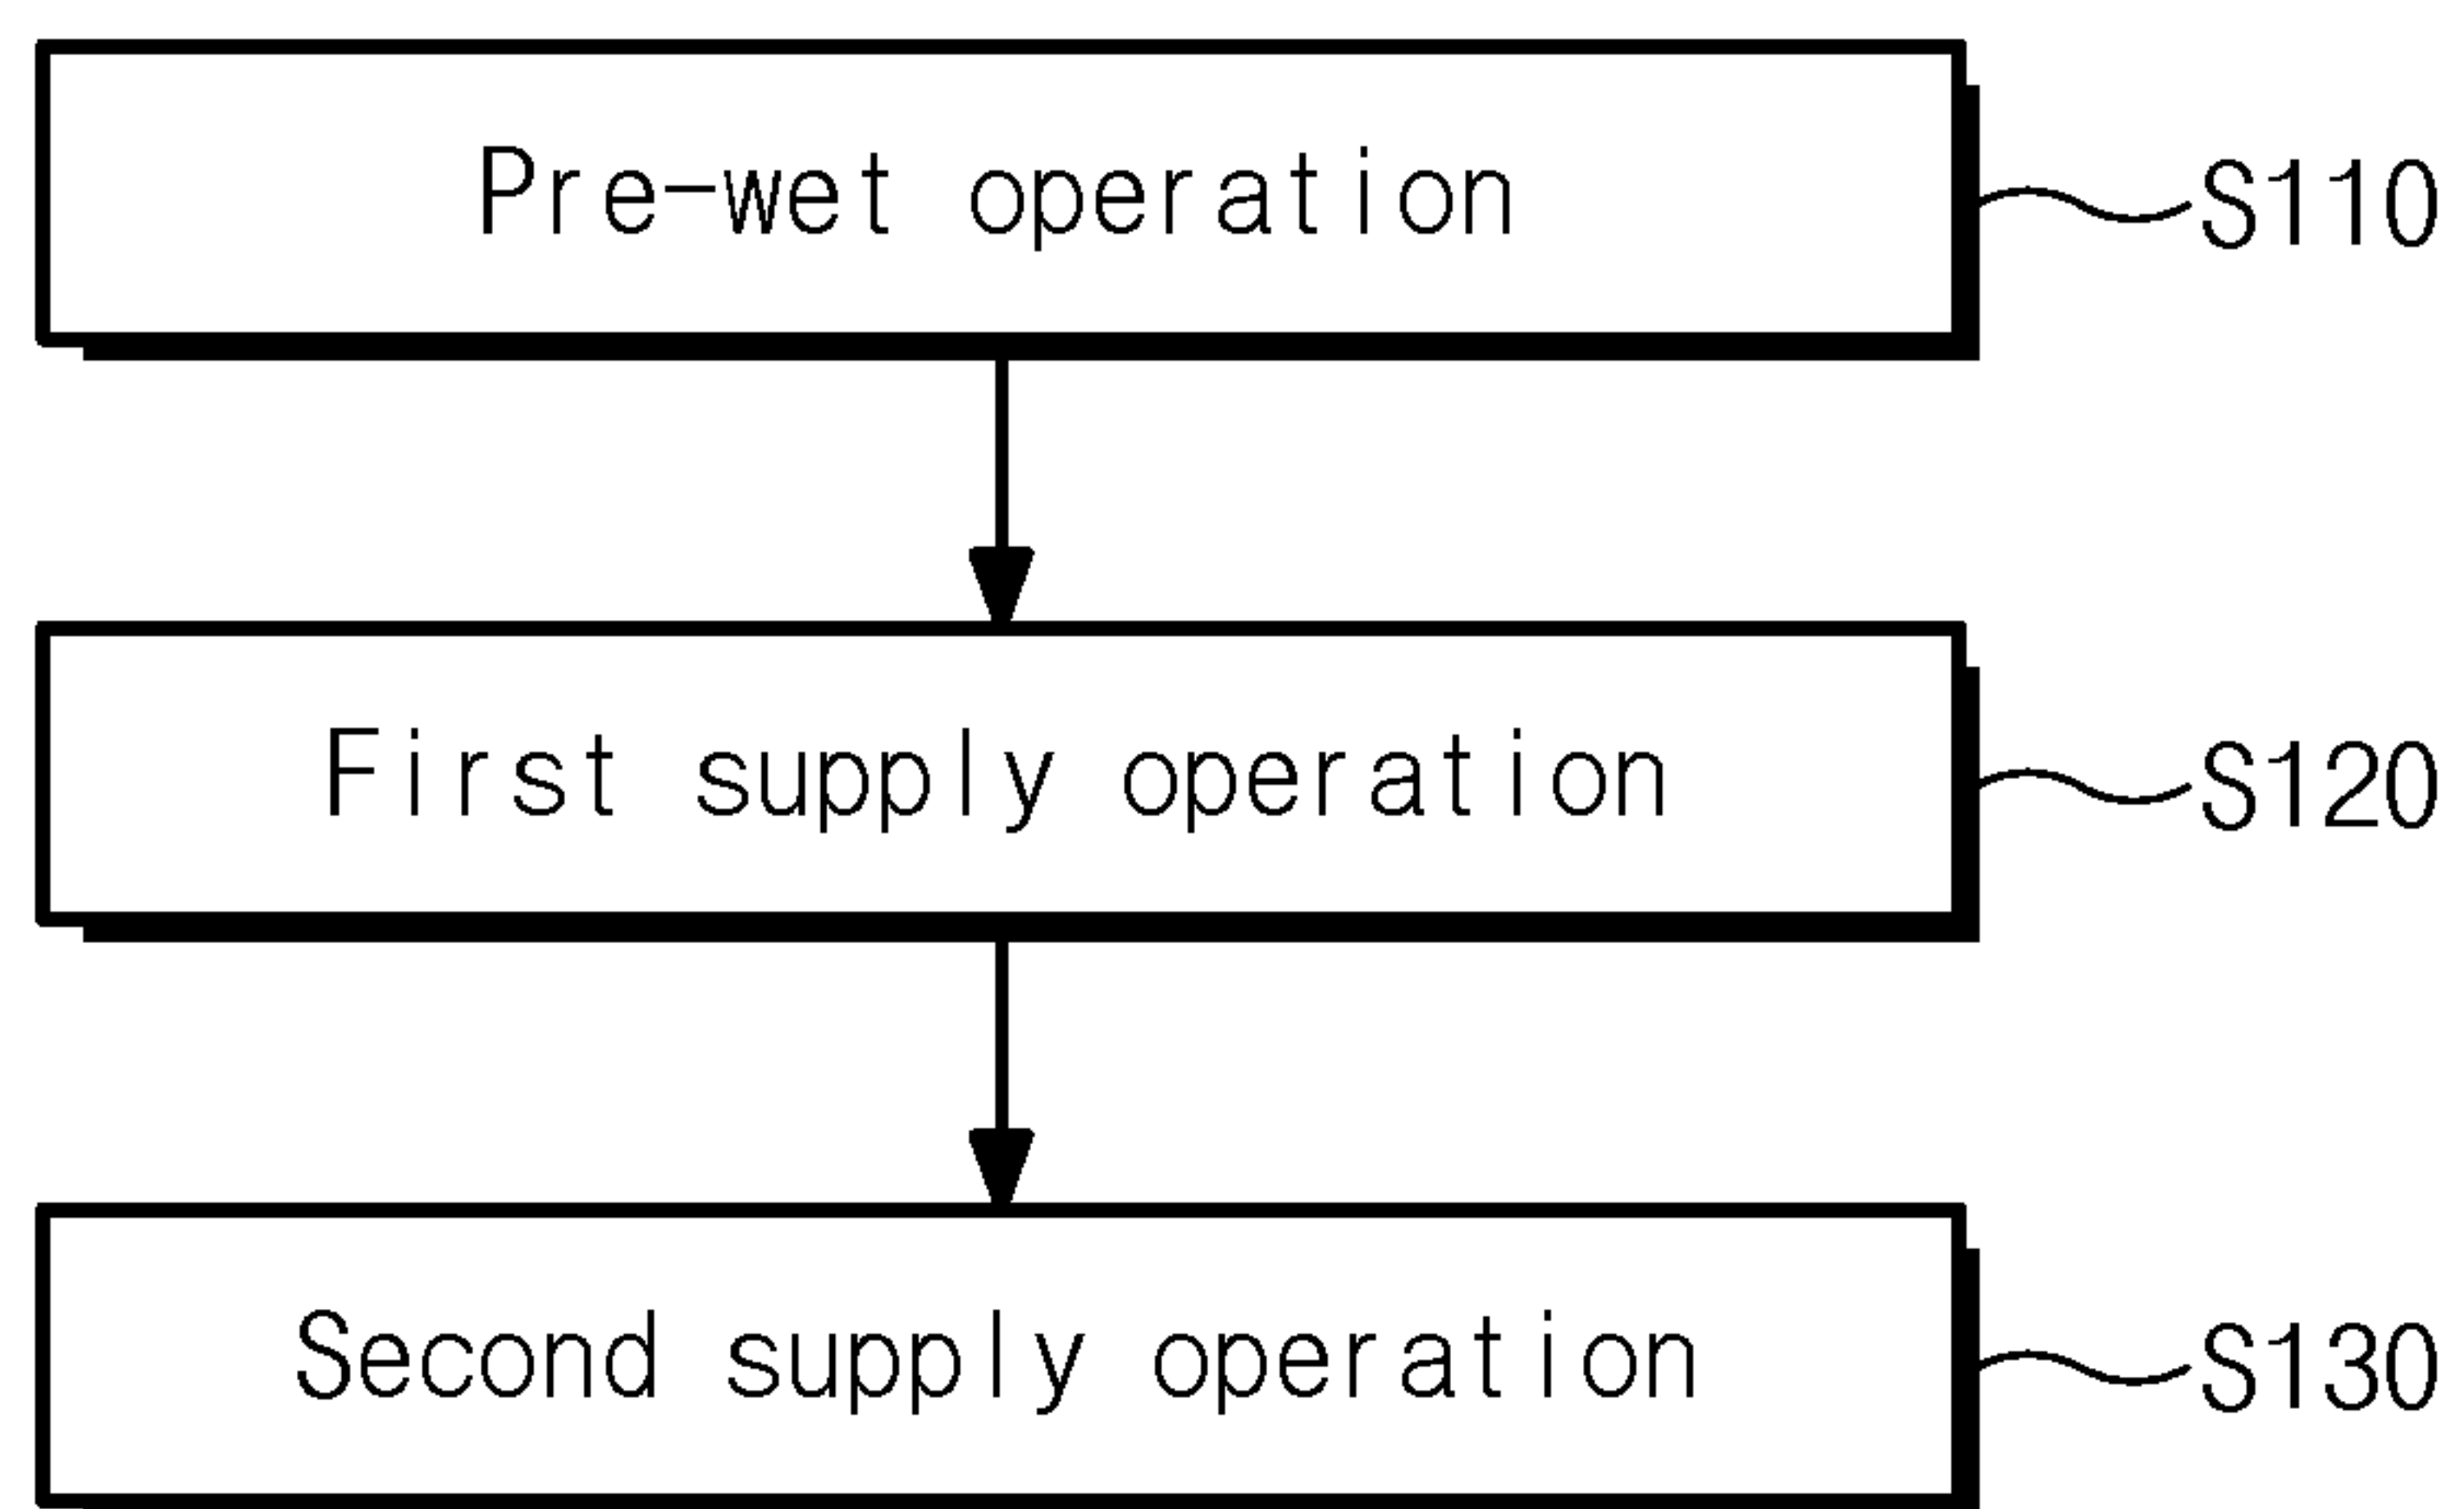 Pre-wet operation
S110
First supply operation
S120
Second supply operation
S130